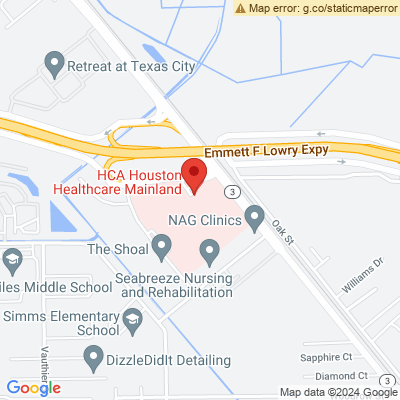 Map error: g.co/staticmaperror
Retreat at Texas City
Emmett F Lowry Expy
HCA Houston
Healthcare Mainland
3
NAG Clinics
Oak St
The Shoal
Seabreeze Nursing
and Rehabilitation
Williams Dr
iles Middle School
Simms Elementary
School
Vauthier
DizzleDidIt Detailing
Sapphire Ct
Diamond Ct
3
Google
Map data ©2024 Google